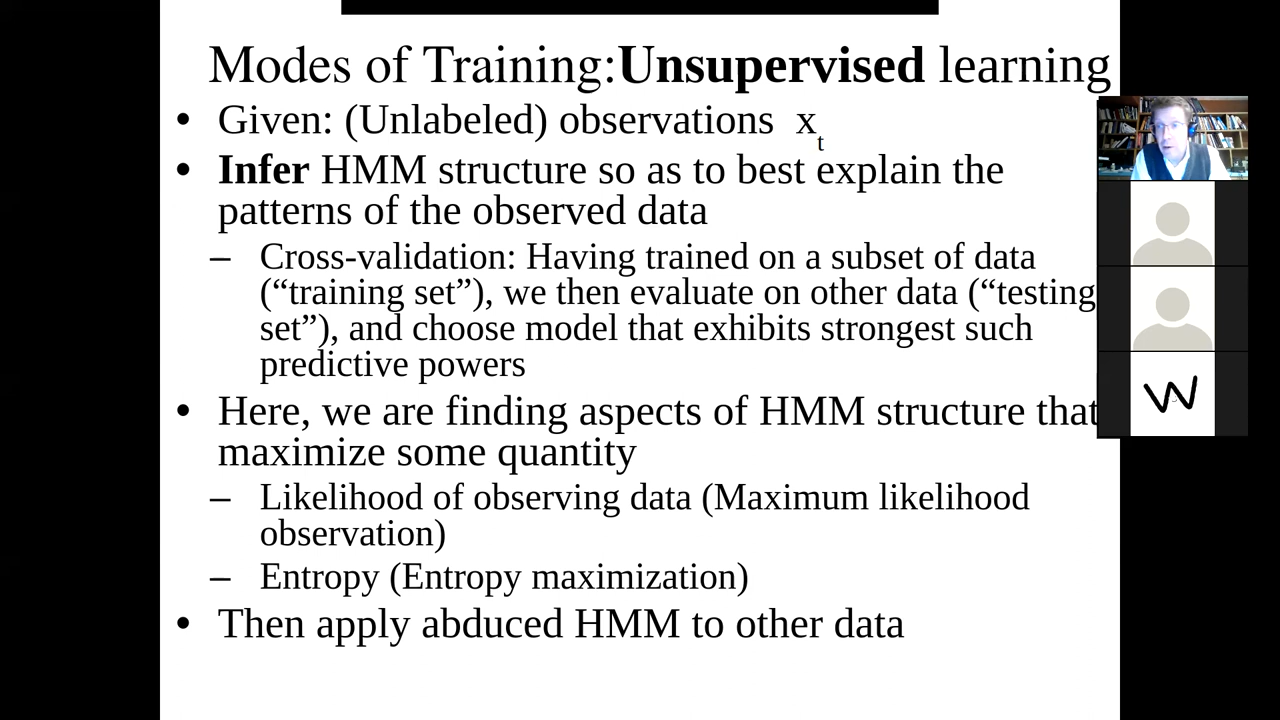 Modes of Training:Unsupervised learning
• Given: (Unlabeled) observations x_t
• Infer HMM structure so as to best explain the
patterns of the observed data
– Cross-validation: Having trained on a subset of data
(“training set”), we then evaluate on other data (“testing
set”), and choose model that exhibits strongest such
predictive powers
• Here, we are finding aspects of HMM structure that
maximize some quantity
– Likelihood of observing data (Maximum likelihood
observation)
– Entropy (Entropy maximization)
• Then apply abduced HMM to other data
W